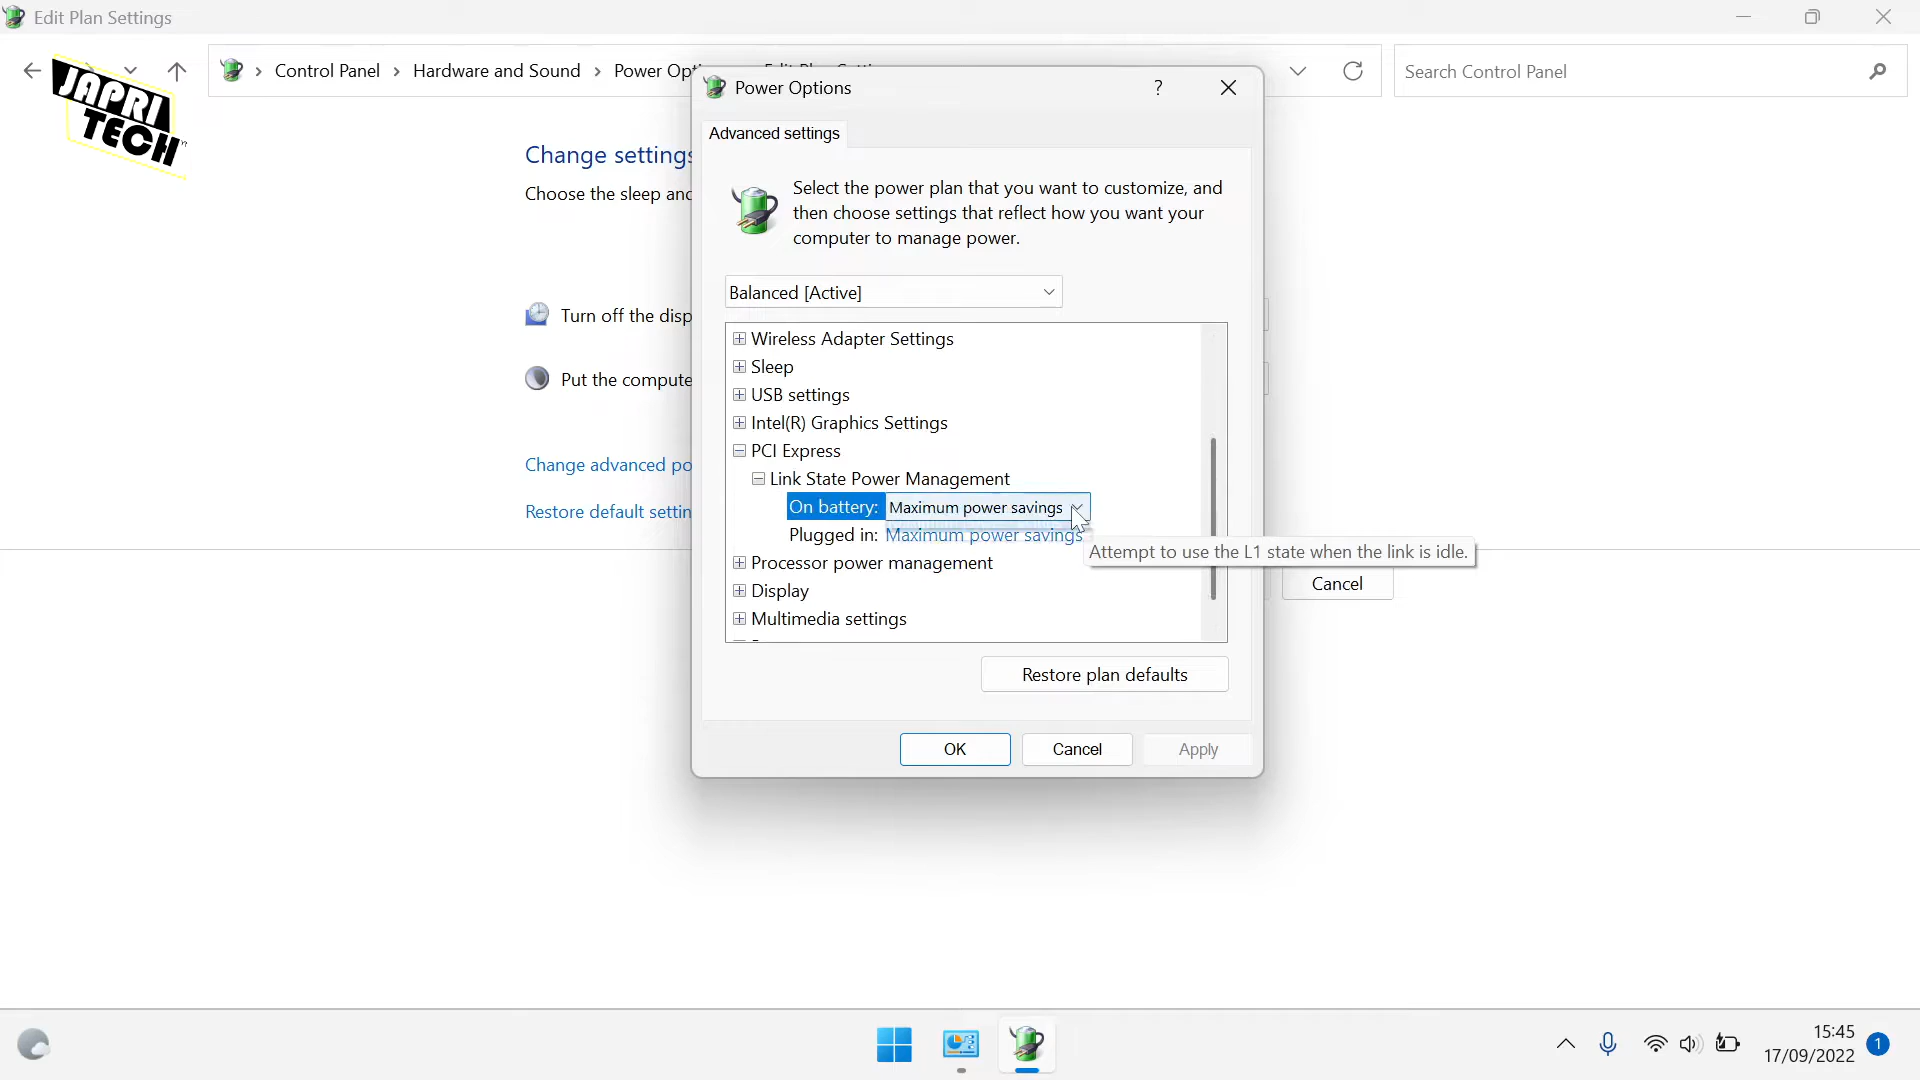 Edit Plan Settings
JAPRI
TECH
Control Panel
Hardware and Sound
Power
Search Control Panel
Power Options
Advanced settings
Change settings
Choose the sleep and
Select the power plan that you want to customize, and
then choose settings that reflect how you want your
computer to manage power.
Balanced [Active]
Turn off the disp
Put the compute
Change advanced po
Restore default settin
Wireless Adapter Settings
Sleep
USB settings
Intel(R) Graphics Settings
PCI Express
Link State Power Management
On battery: Maximum power savings
Plugged in: Maximum power savings
Attempt to use the L1 state when the link is idle.
Processor power management
Display
Multimedia settings
Cancel
Restore plan defaults
OK
Cancel
Apply
15:45
17/09/2022
1